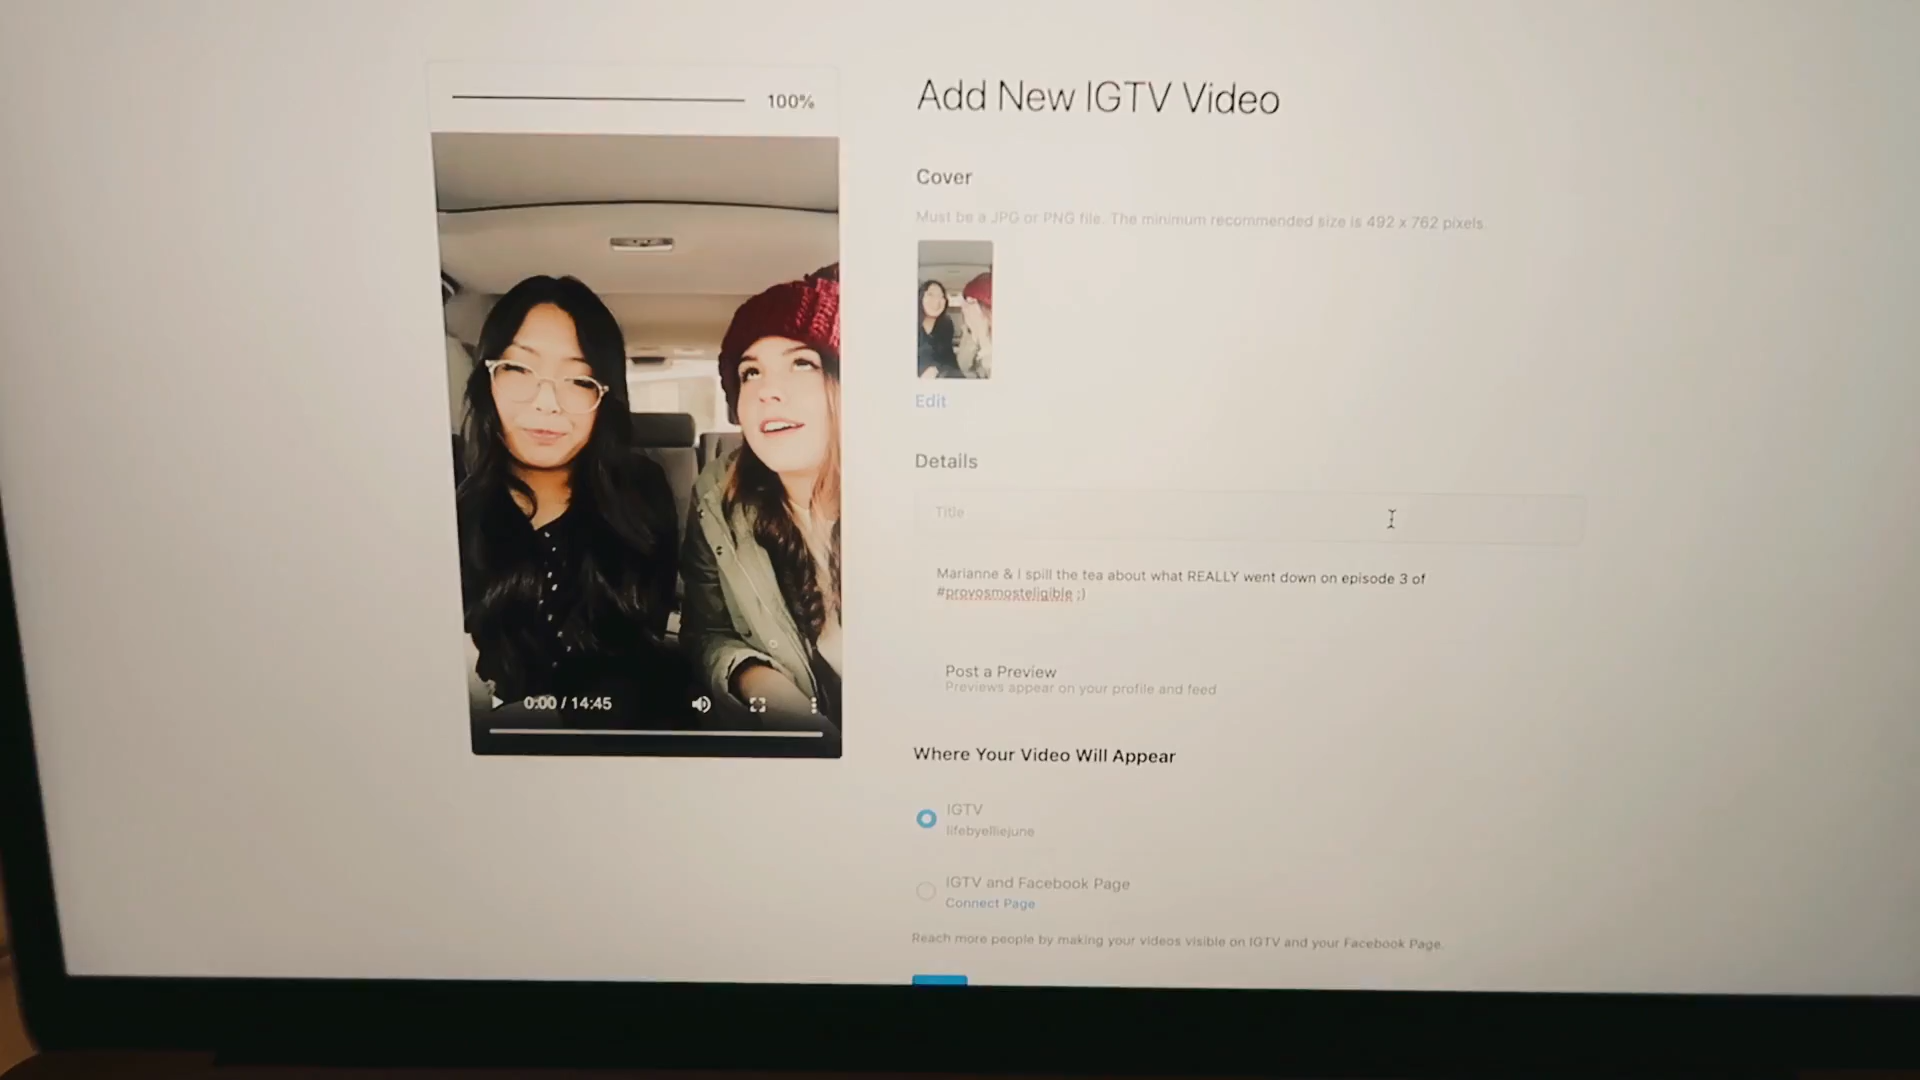 100%
Add New IGTV Video
Cover
Must be a JPG or PNG file. The minimum recommended size is 492 x 762 pixels.
Edit
Details
Title
Marianne & I spill the tea about what REALLY went down on episode 3 of
#provosmosteligible ;)
0:00 / 14:45
Post a Preview
Previews appear on your profile and feed
Where Your Video Will Appear
IGTV
lifebyelliejune
IGTV and Facebook Page
Connect Page
Reach more people by making your videos visible on IGTV and your Facebook Page.